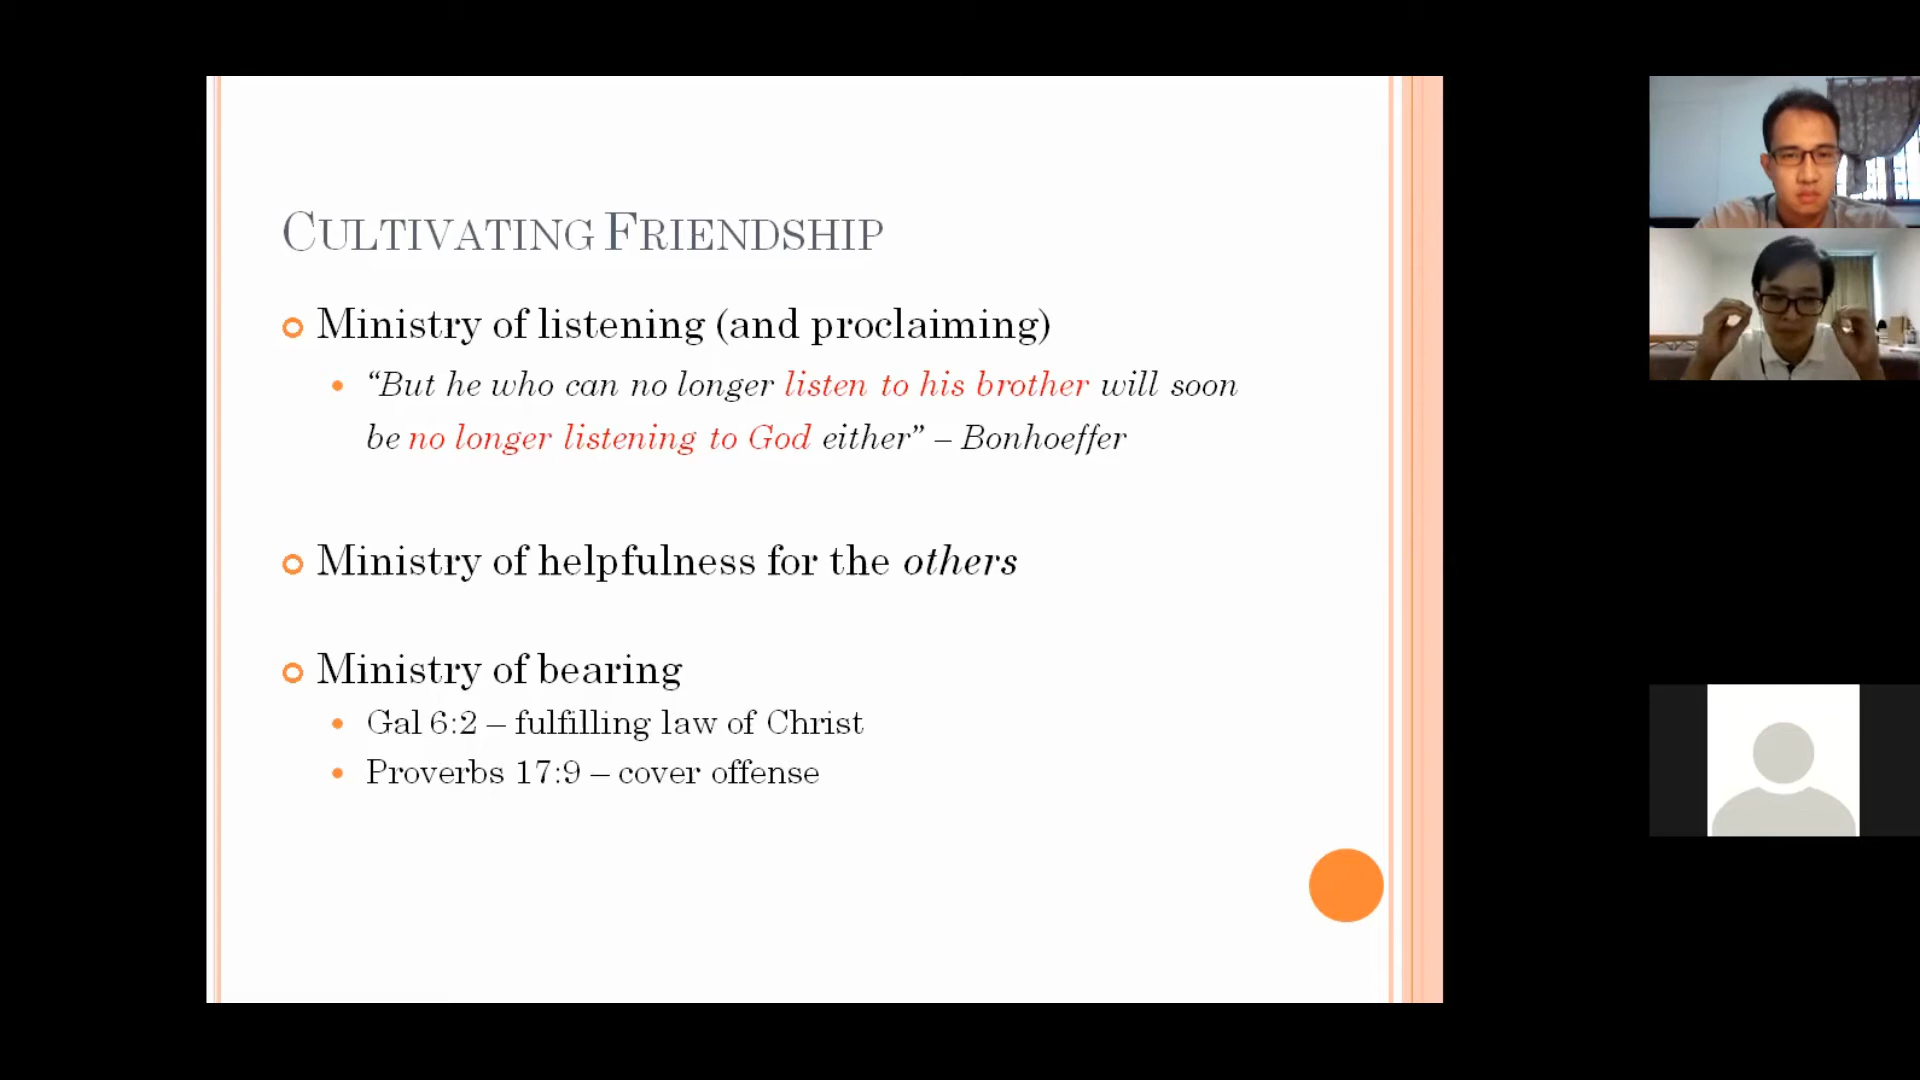 CULTIVATING FRIENDSHIP
Ministry of listening (and proclaiming)
“But he who can no longer listen to his brother will soon
be no longer listening to God either” – Bonhoeffer
Ministry of helpfulness for the others
Ministry of bearing
Gal 6:2 – fulfilling law of Christ
Proverbs 17:9 – cover offense